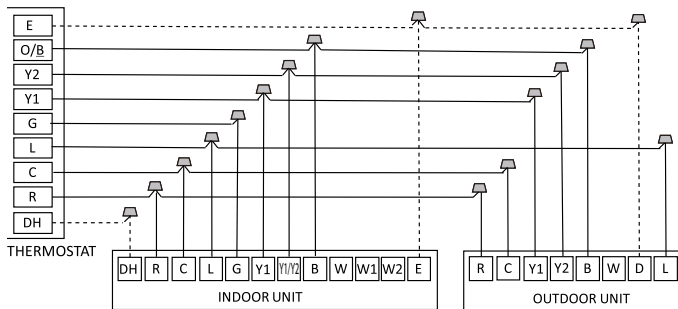 E
O/B
Y2
Y1
G
L
C
R
DH
THERMOSTAT
DH R C L G Y1 Y1/Y2 B W W1 W2 E
INDOOR UNIT
R C Y1 Y2 B W D L
OUTDOOR UNIT